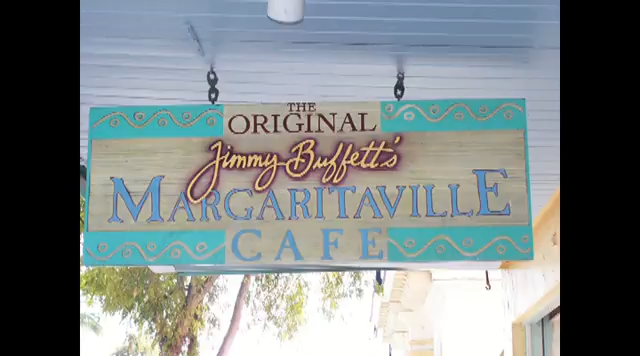 THE
ORIGINAL
Jimmy Buffett's
MARGARITAVILLE
CAFE